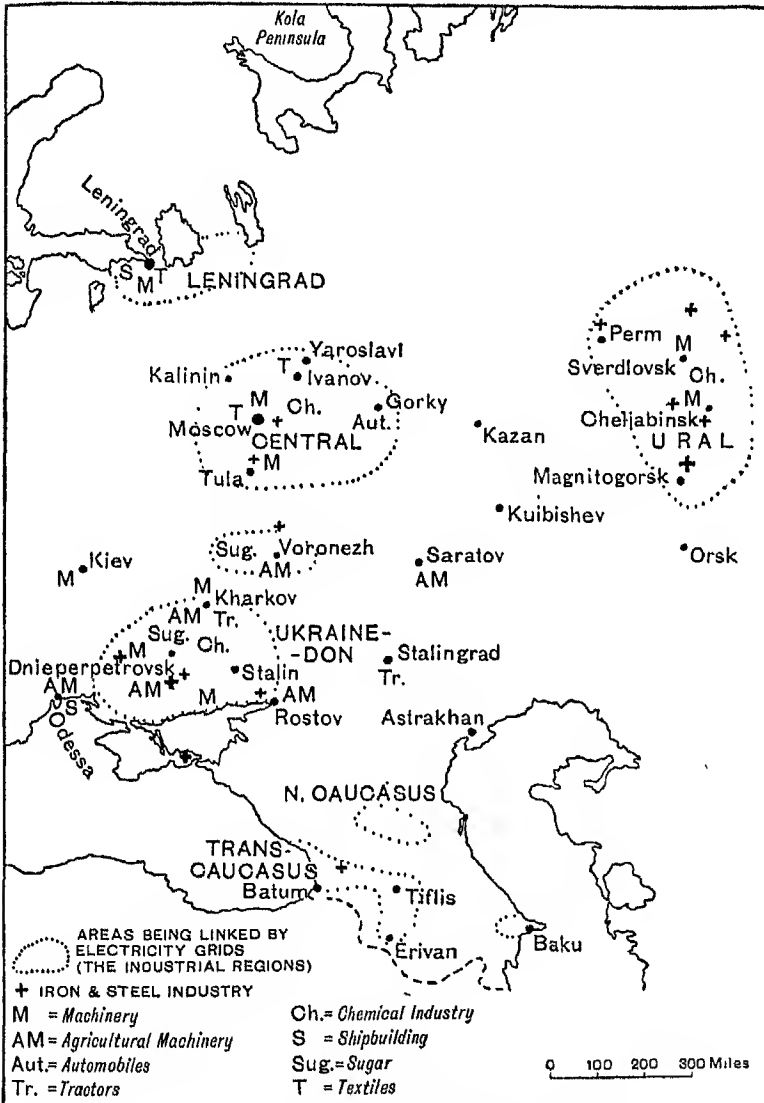 Kola
Peninsula
Leningrad
S M T LENINGRAD
Perm
M
Sverdlovsk
Ch.
M
Cheljabinsk
URAL
Magnitogorsk
Yaroslavl
T
Ivanov
Kalinin
M
T Ch.
Gorky
Aut.
Moscow
CENTRAL
M
Tula
Kazan
Kuibishev
Orsk
Sug. Voronezh
AM
Saratov
AM
Kiev
M
M
Kharkov
AM Tr.
Sug. Ch.
M
UKRAINE-
-DON
Stalingrad
Tr.
Dnieperpetrovsk
Stalin
AM
AM
M
AM
S
Rostov
Odessa
Astrakhan
N. CAUCASUS
TRANS-
CAUCASUS
Batum
Tiflis
Erivan
Baku
AREAS BEING LINKED BY
ELECTRICITY GRIDS
(THE INDUSTRIAL REGIONS)
+ IRON & STEEL INDUSTRY
M = Machinery
AM = Agricultural Machinery
Aut. = Automobiles
Tr. = Tractors
Ch. = Chemical Industry
S = Shipbuilding
Sug. = Sugar
T = Textiles
0 100 200 300 Miles